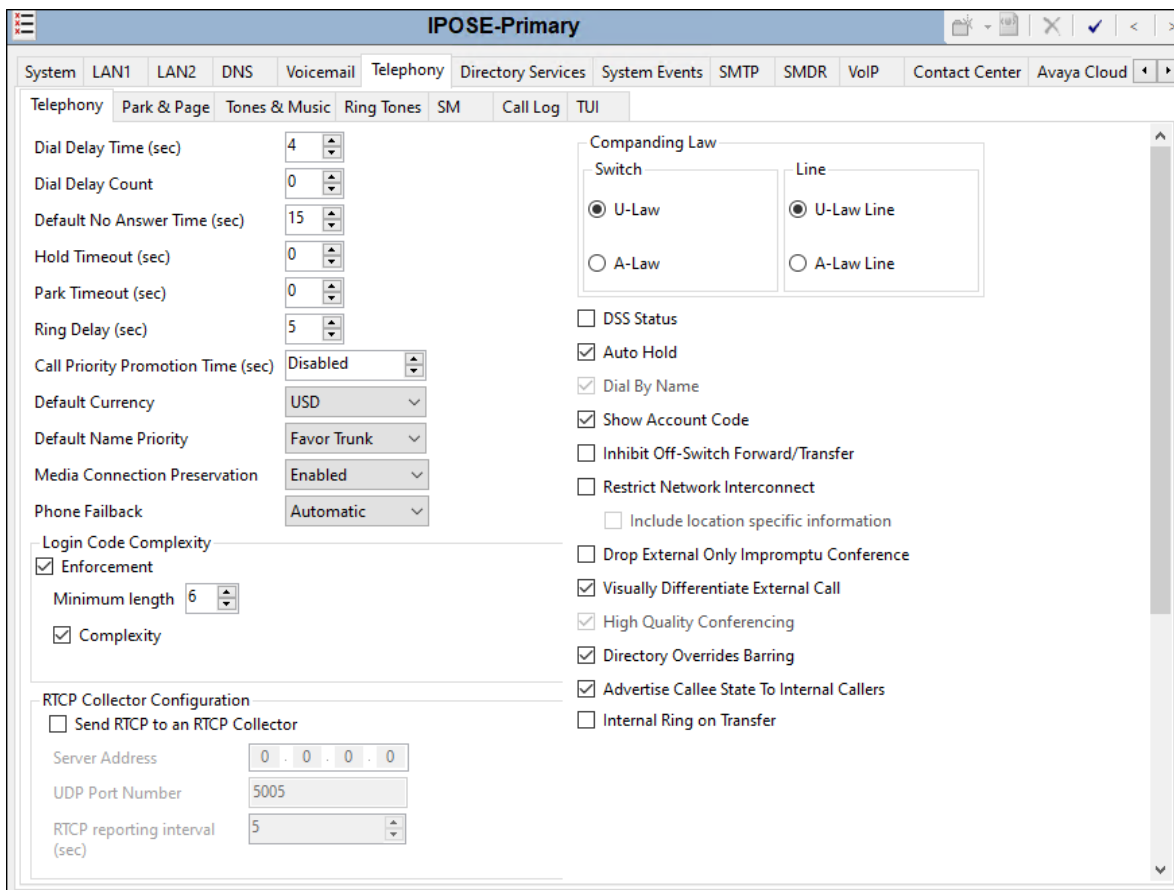 IPOSE-Primary
System LAN1 LAN2 DNS Voicemail Telephony Directory Services System Events SMTP SMDR VoIP Contact Center Avaya Cloud
Telephony Park & Page Tones & Music Ring Tones SM Call Log TUI
Dial Delay Time (sec) 4
Dial Delay Count 0
Default No Answer Time (sec) 15
Hold Timeout (sec) 0
Park Timeout (sec) 0
Ring Delay (sec) 5
Call Priority Promotion Time (sec) Disabled
Default Currency USD
Default Name Priority Favor Trunk
Media Connection Preservation Enabled
Phone Failback Automatic
Login Code Complexity
Enforcement
Minimum length 6
Complexity
RTCP Collector Configuration
Send RTCP to an RTCP Collector
Server Address 0 . 0 . 0 . 0
UDP Port Number 5005
RTCP reporting interval 5
(sec)
Companding Law
Switch Line
U-Law U-Law Line
A-Law A-Law Line
DSS Status
Auto Hold
Dial By Name
Show Account Code
Inhibit Off-Switch Forward/Transfer
Restrict Network Interconnect
Include location specific information
Drop External Only Impromptu Conference
Visually Differentiate External Call
High Quality Conferencing
Directory Overrides Barring
Advertise Callee State To Internal Callers
Internal Ring on Transfer